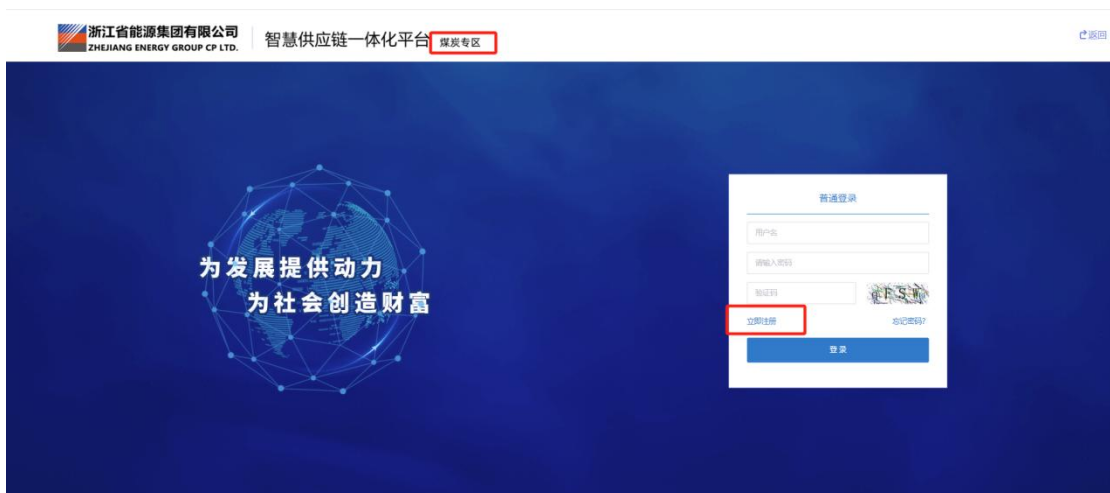 浙江省能源集团有限公司
ZHEJIANG ENERGY GROUP CP LTD.
智慧供应链一体化平台 煤炭专区
返回
为发展提供动力
为社会创造财富
普通登录
用户名
请输入密码
验证码
立即注册 忘记密码?
登录